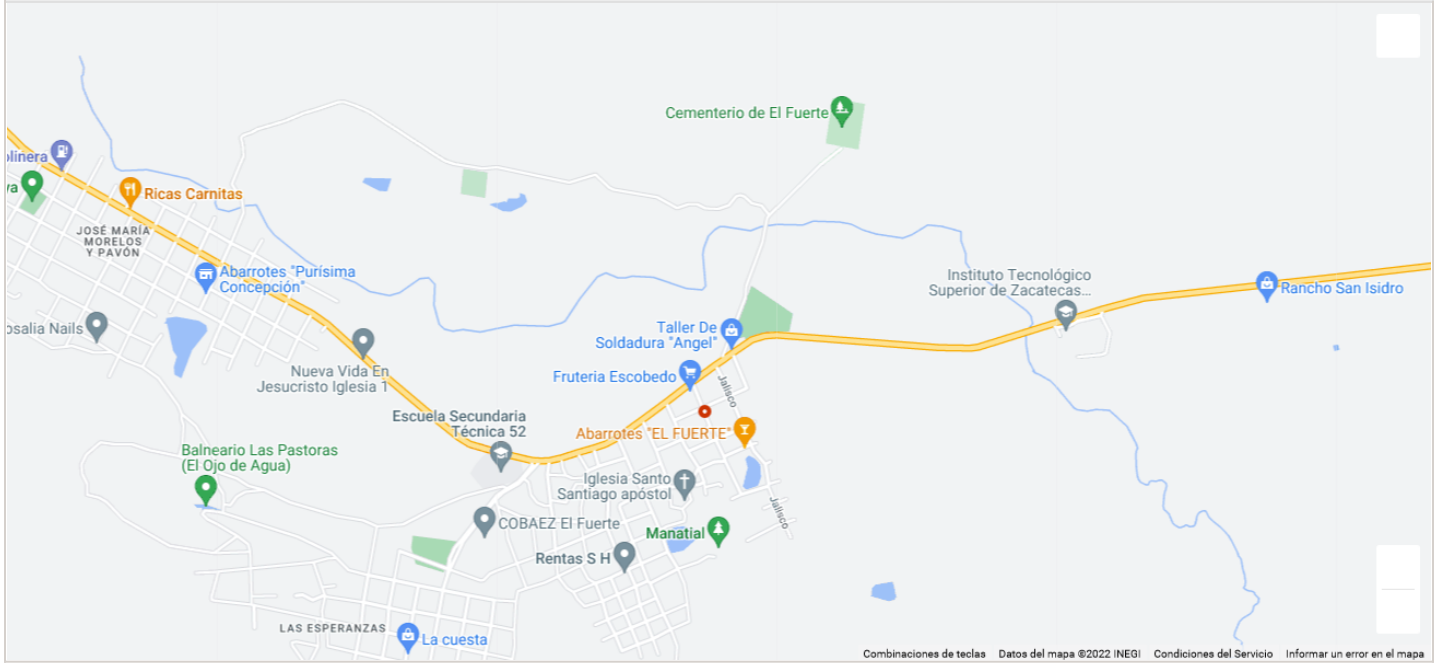 Cementerio de El Fuerte
olinera
va
Ricas Carnitas
JOSÉ MARÍA
MORELOS
Y PAVÓN
Abarrotes "Purísima
Concepción"
Instituto Tecnológico
Superior de Zacatecas...
Rancho San Isidro
osalia Nails
Taller De
Soldadura "Angel"
Nueva Vida En
Jesucristo Iglesia 1
Fruteria Escobedo
Jalisco
Escuela Secundaria
Técnica 52
Abarrotes "EL FUERTE"
Balneario Las Pastoras
(El Ojo de Agua)
Iglesia Santo
Santiago apóstol
Jalisco
COBAEZ El Fuerte
Manatial
Rentas S H
LAS ESPERANZAS
La cuesta
Combinaciones de teclas Datos del mapa ©2022 INEGI Condiciones del Servicio Informar un error en el mapa